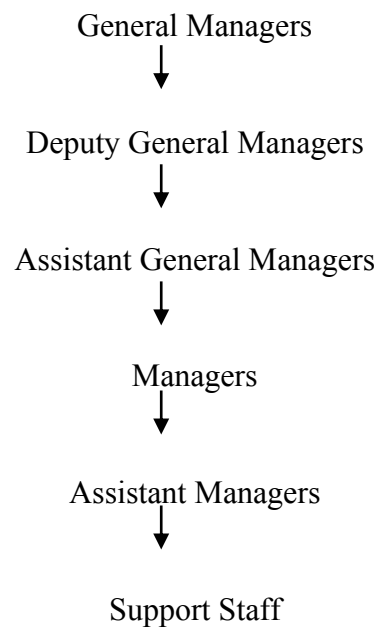 General Managers
Deputy General Managers
Assistant General Managers
Managers
Assistant Managers
Support Staff